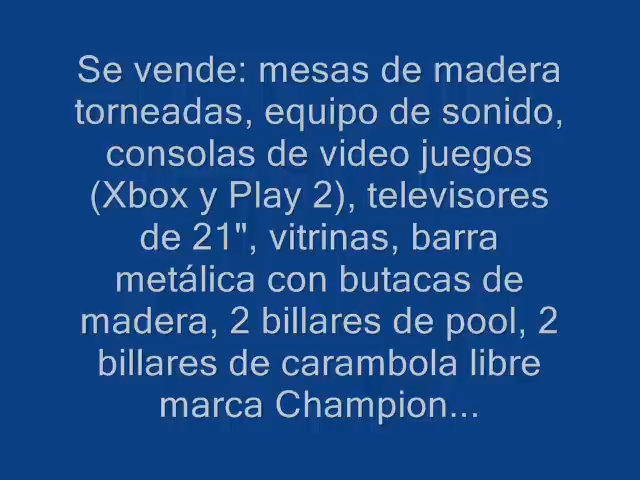 Se vende: mesas de madera
torneadas, equipo de sonido,
consolas de video juegos
(Xbox y Play 2), televisores
de 21", vitrinas, barra
metálica con butacas de
madera, 2 billares de pool, 2
billares de carambola libre
marca Champion...